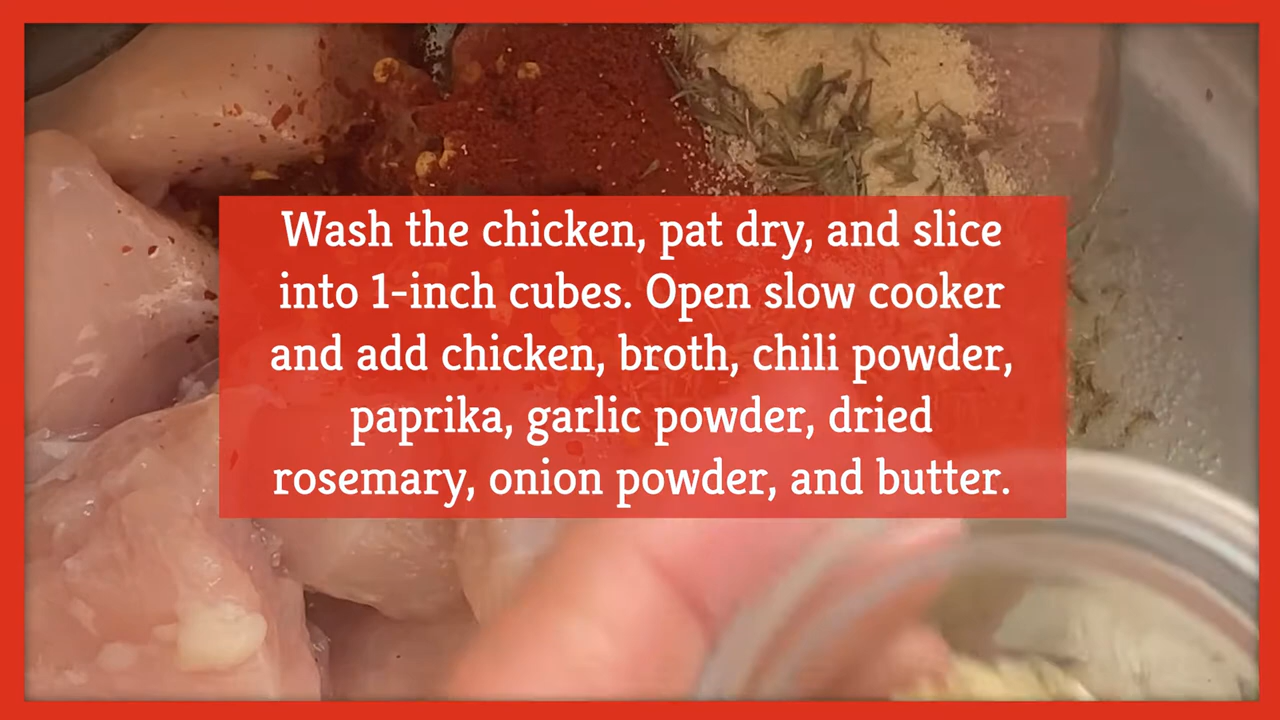 Wash the chicken, pat dry, and slice
into 1-inch cubes. Open slow cooker
and add chicken, broth, chili powder,
paprika, garlic powder, dried
rosemary, onion powder, and butter.